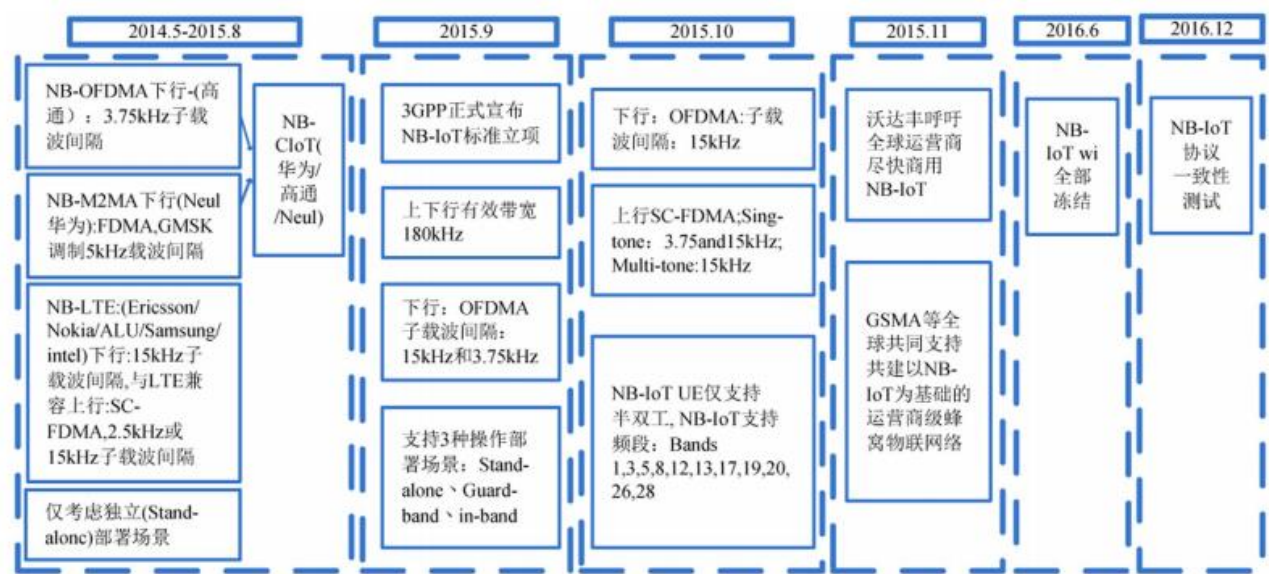 2014.5-2015.8
NB-OFDMA下行-(高
通）：3.75kHz子载
波间隔
NB-M2MA下行(Neul
华为):FDMA,GMSK
调制5kHz载波间隔
NB-
CIoT(
华为/
高通
/Neul)
NB-LTE:(Ericsson/
Nokia/ALU/Samsung/
intel)下行:15kHz子
载波间隔,与LTE兼
容上行:SC-
FDMA,2.5kHz或
15kHz子载波间隔
仅考虑独立(Stand-
alonc)部署场景
2015.9
3GPP正式宣布
NB-IoT标准立项
上下行有效带宽
180kHz
下行：OFDMA
子载波间隔：
15kHz和3.75kHz
支持3种操作部
署场景：Stand-
alone、Guard-
band、in-band
2015.10
下行：OFDMA:子载
波间隔：15kHz
上行SC-FDMA;Sing-
tone：3.75and15kHz;
Multi-tone:15kHz
NB-IoT UE仅支持
半双工, NB-IoT支持
频段：Bands
1,3,5,8,12,13,17,19,20,
26,28
2015.11
沃达丰呼吁
全球运营商
尽快商用
NB-IoT
GSMA等全
球共同支持
共建以NB-
IoT为基础的
运营商级蜂
窝物联网络
2016.6
NB-
IoT wi
全部
冻结
2016.12
NB-IoT
协议
一致性
测试